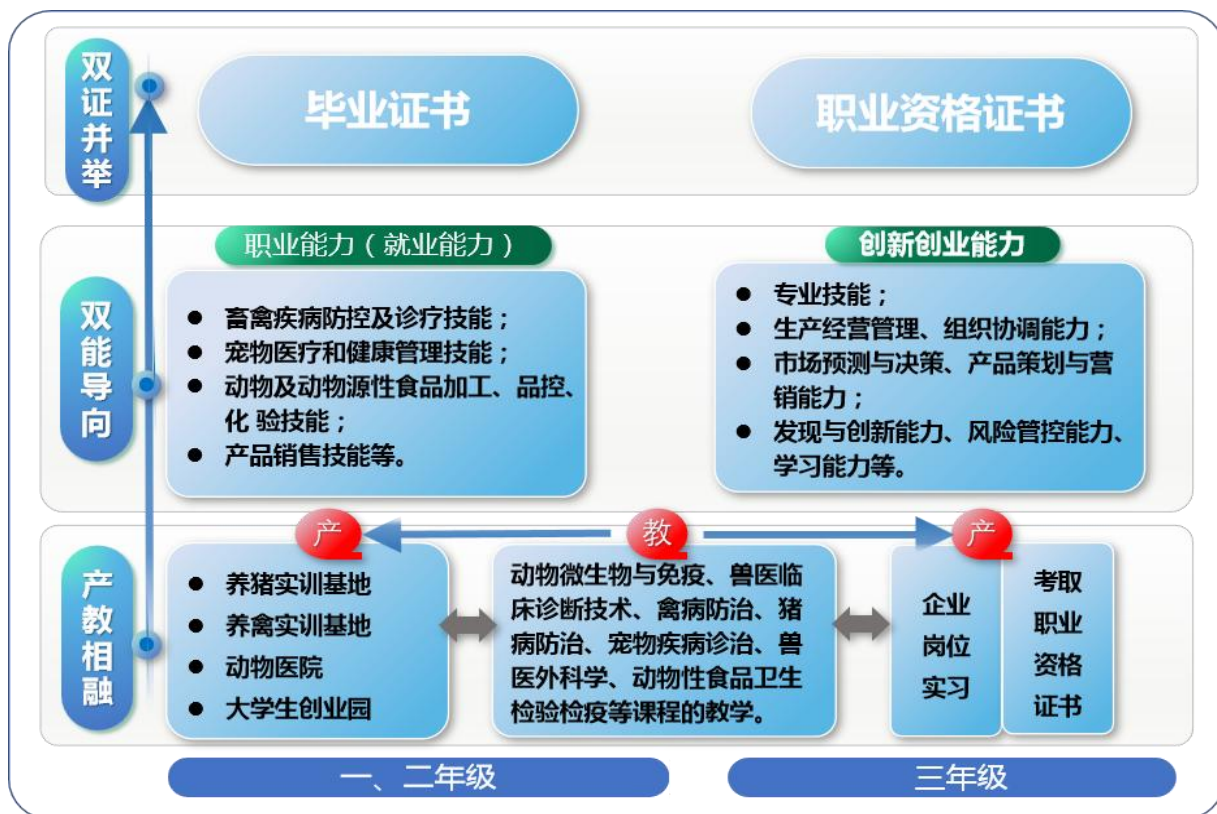 双证并举
毕业证书
职业资格证书
双能导向
职业能力（就业能力）
畜禽疾病防控及诊疗技能；
宠物医疗和健康管理技能；
动物及动物源性食品加工、品控、
化 验技能；
产品销售技能等。
创新创业能力
专业技能；
生产经营管理、组织协调能力；
市场预测与决策、产品策划与营
销能力；
发现与创新能力、风险管控能力、
学习能力等。
产教相融
产
养猪实训基地
养禽实训基地
动物医院
大学生创业园
教
动物微生物与免疫、兽医临
床诊断技术、禽病防治、猪
病防治、宠物疾病诊治、兽
医外科学、动物性食品卫生
检验检疫等课程的教学。
产
企业
岗位
实习
考取
职业
资格
证书
一、二年级
三年级